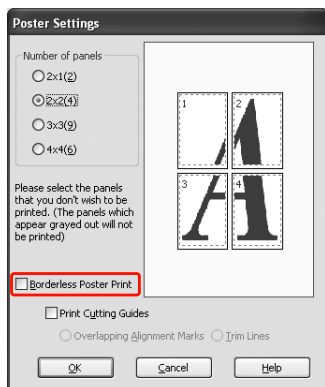 Poster Settings
Number of panels
2x1(2)
2x2(4)
3x3(9)
4x4(6)
1
2
3
4
Please select the panels
that you don't wish to be
printed. (The panels which
appear grayed out will not
be printed)
Borderless Poster Print
Print Cutting Guides
Overlapping Alignment Marks
Trim Lines
OK
Cancel
Help